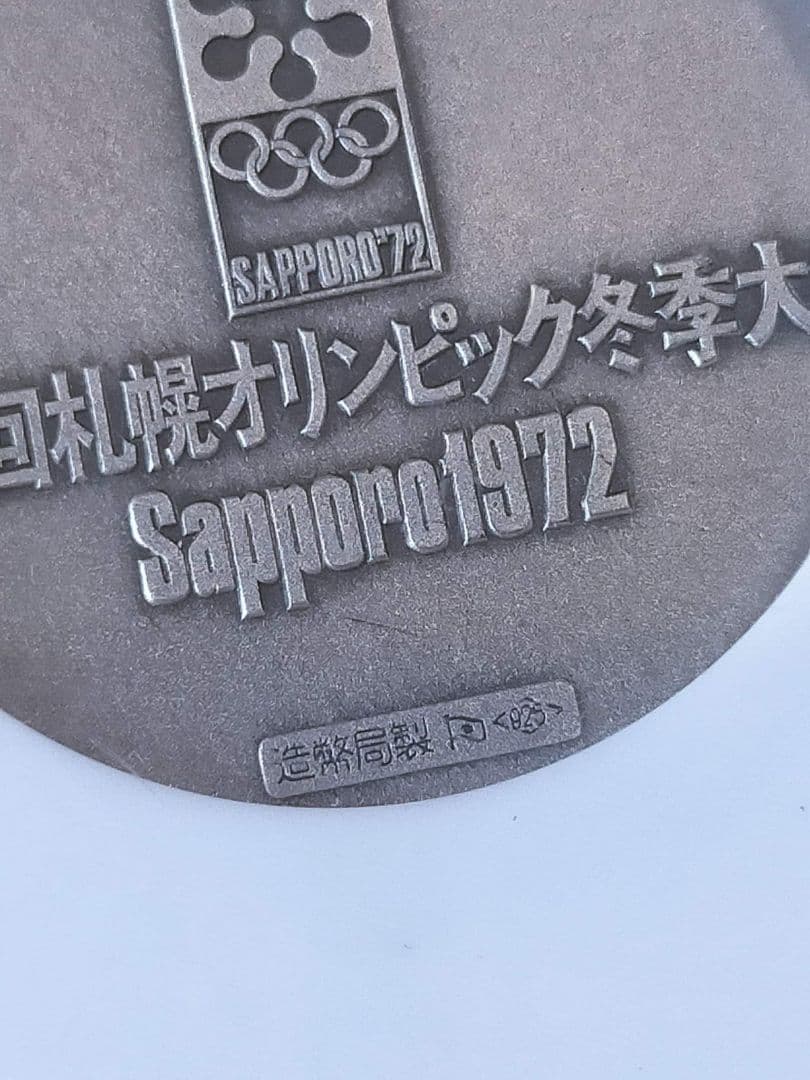 SAPPORO'72
回札幌オリンピック冬季大
Sapporo1972
造幣局製 <925>